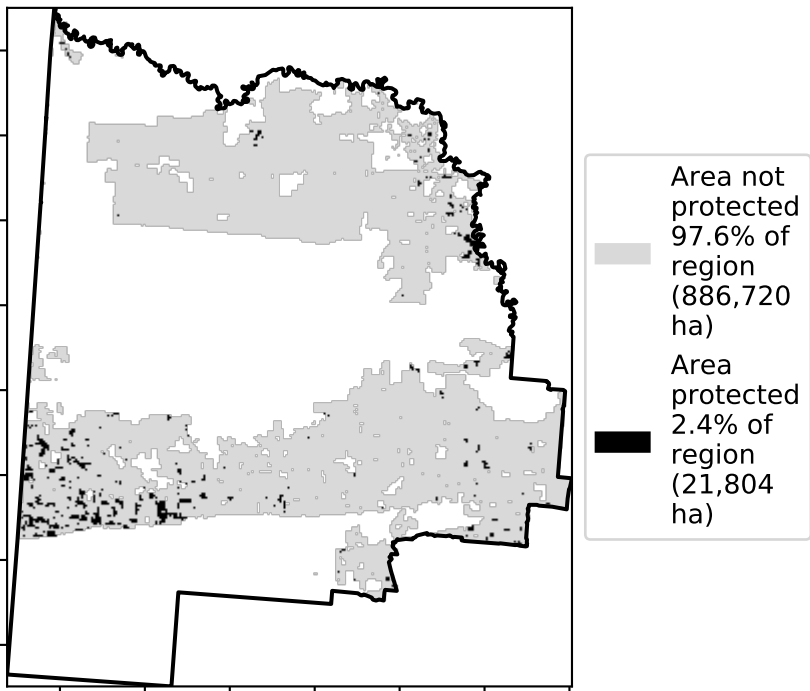 Area not
protected
97.6% of
region
(886,720
ha)
Area
protected
2.4% of
region
(21,804
ha)